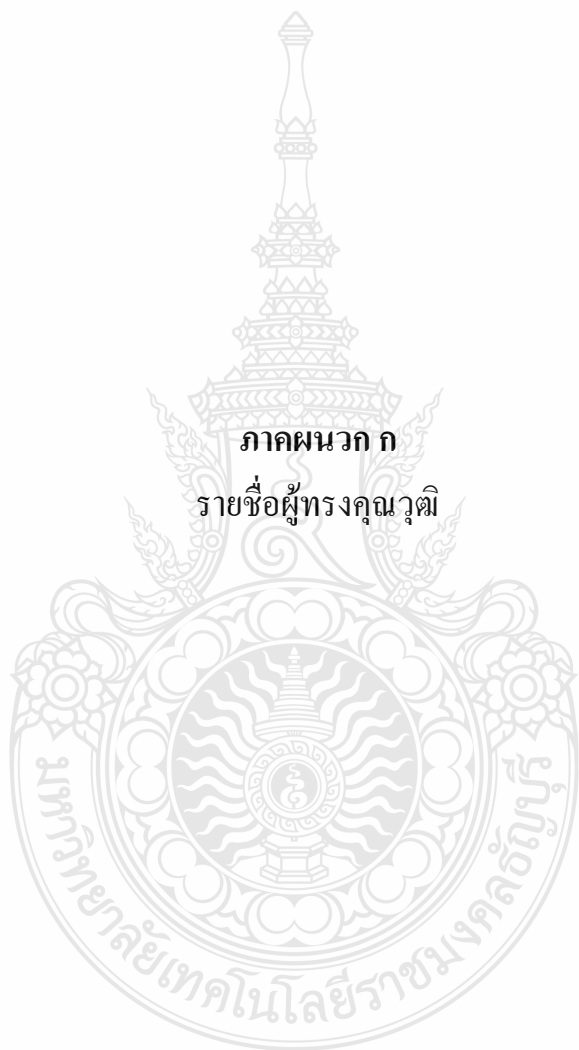 ภาคผนวก ก
รายชื่อผู้ทรงคุณวุฒิ
มหาวิทยาลัยเทคโนโลยีราชมงคลธัญบุรี